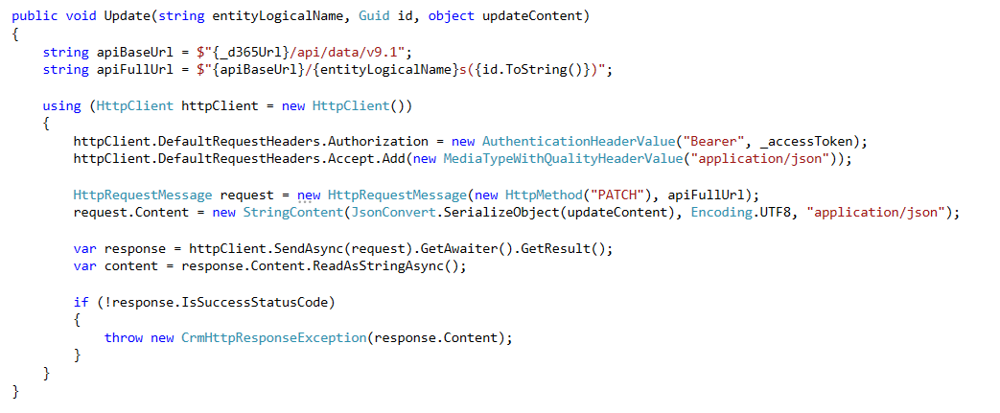 public void Update(string entityLogicalName, Guid id, object updateContent)
{
    string apiBaseUrl = $"{_d365Url}/api/data/v9.1";
    string apiFullUrl = $"{apiBaseUrl}/{entityLogicalName}s({id.ToString()})";

    using (HttpClient httpClient = new HttpClient())
    {
        httpClient.DefaultRequestHeaders.Authorization = new AuthenticationHeaderValue("Bearer", _accessToken);
        httpClient.DefaultRequestHeaders.Accept.Add(new MediaTypeWithQualityHeaderValue("application/json"));

        HttpRequestMessage request = new HttpRequestMessage(new HttpMethod("PATCH"), apiFullUrl);
        request.Content = new StringContent(JsonConvert.SerializeObject(updateContent), Encoding.UTF8, "application/json");

        var response = httpClient.SendAsync(request).GetAwaiter().GetResult();
        var content = response.Content.ReadAsStringAsync();

        if (!response.IsSuccessStatusCode)
        {
            throw new CrmHttpResponseException(response.Content);
        }
    }
}